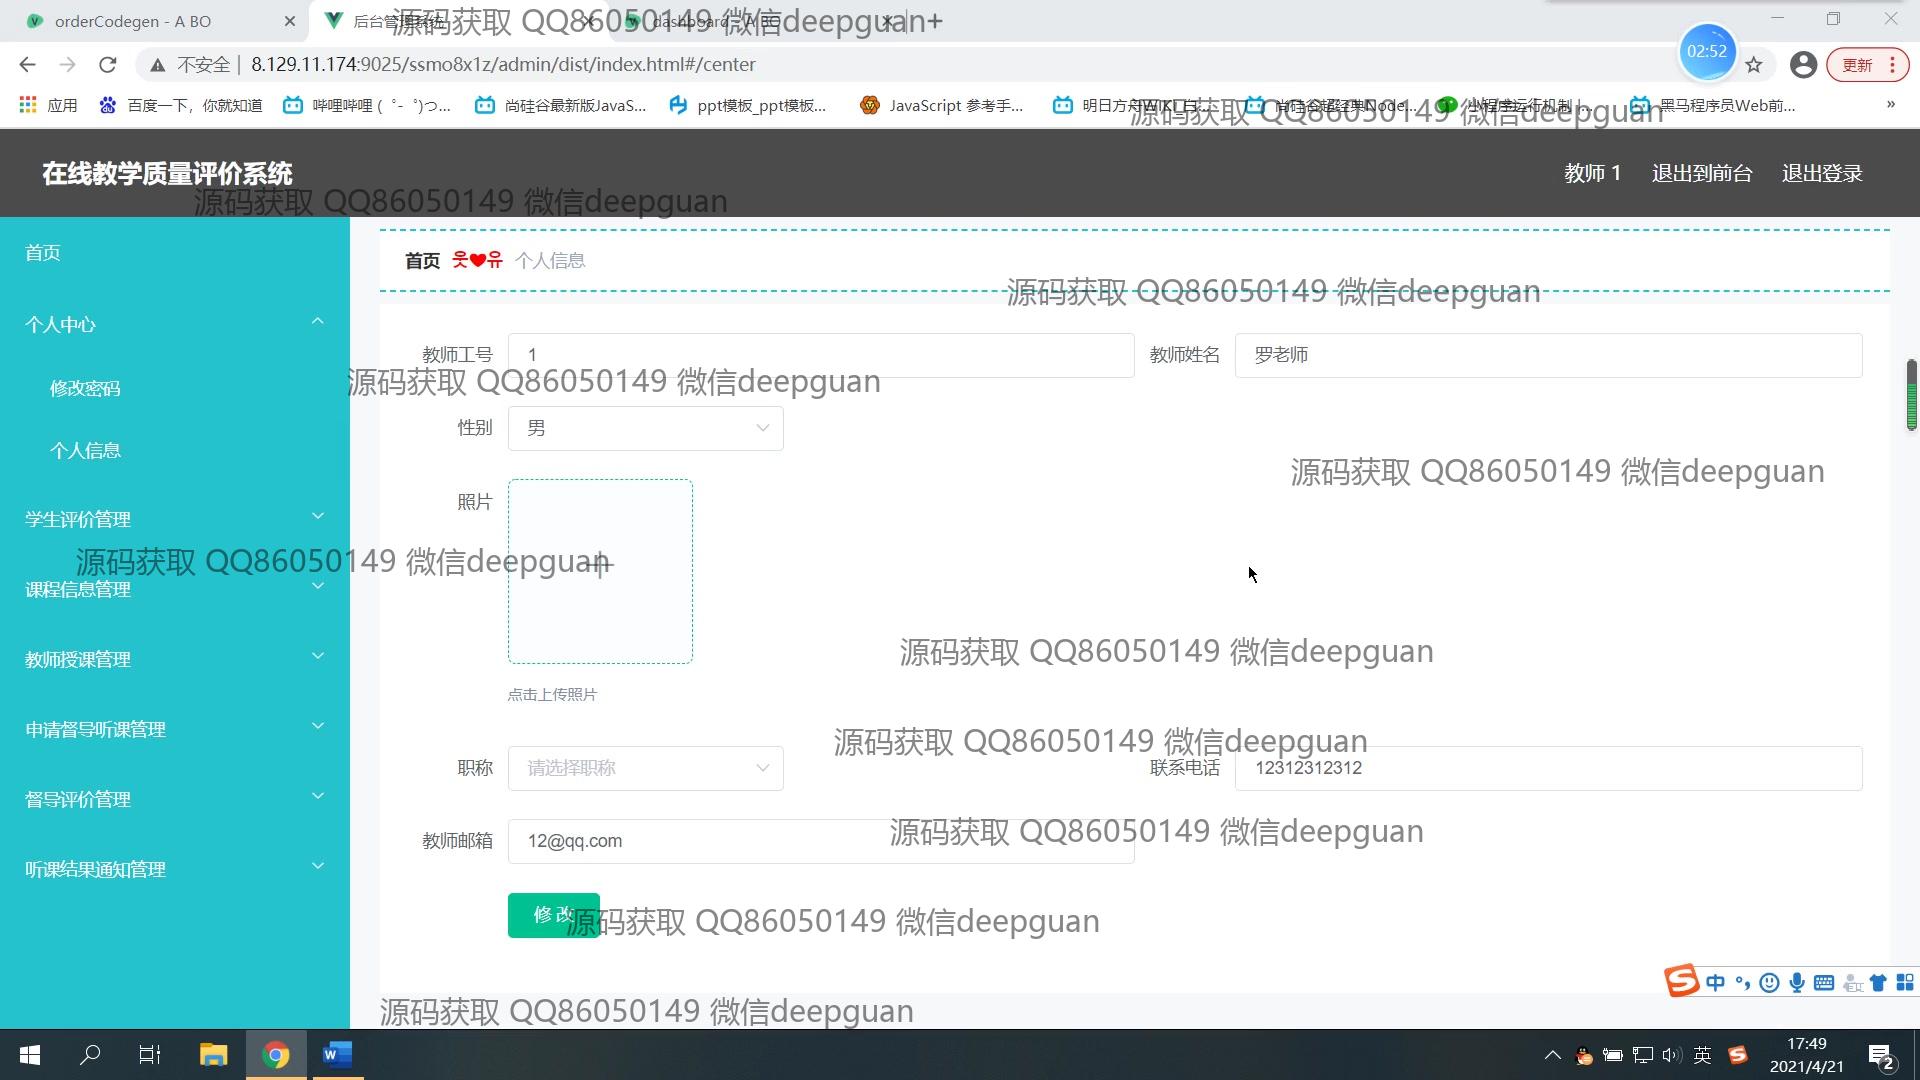 orderCodegen - A BO
后台管理系统
dashboard - A BO
源码获取 QQ86050149 微信deepguan
02:52
不安全
8.129.11.174:9025/ssmo8x1z/admin/dist/index.html#/center
更新
应用
百度一下，你就知道
哔哩哔哩 ( ゜- ゜)つ...
尚硅谷最新版JavaS...
ppt模板_ppt模板...
JavaScript 参考手...
明日方舟WIKI_白...
尚硅谷超经典Node...
小程序运行机制 |...
黑马程序员Web前...
»
源码获取 QQ86050149 微信deepguan
在线教学质量评价系统
教师 1
退出到前台
退出登录
源码获取 QQ86050149 微信deepguan
首页
个人中心
修改密码
个人信息
学生评价管理
课程信息管理
教师授课管理
申请督导听课管理
督导评价管理
听课结果通知管理
首页 웃❤유 个人信息
源码获取 QQ86050149 微信deepguan
教师工号 1
教师姓名 罗老师
源码获取 QQ86050149 微信deepguan
性别 男
源码获取 QQ86050149 微信deepguan
照片
源码获取 QQ86050149 微信deepguan
源码获取 QQ86050149 微信deepguan
点击上传照片
源码获取 QQ86050149 微信deepguan
职称 请选择职称
联系电话 12312312312
源码获取 QQ86050149 微信deepguan
教师邮箱 12@qq.com
修改
源码获取 QQ86050149 微信deepguan
中
源码获取 QQ86050149 微信deepguan
英
17:49
2021/4/21
2